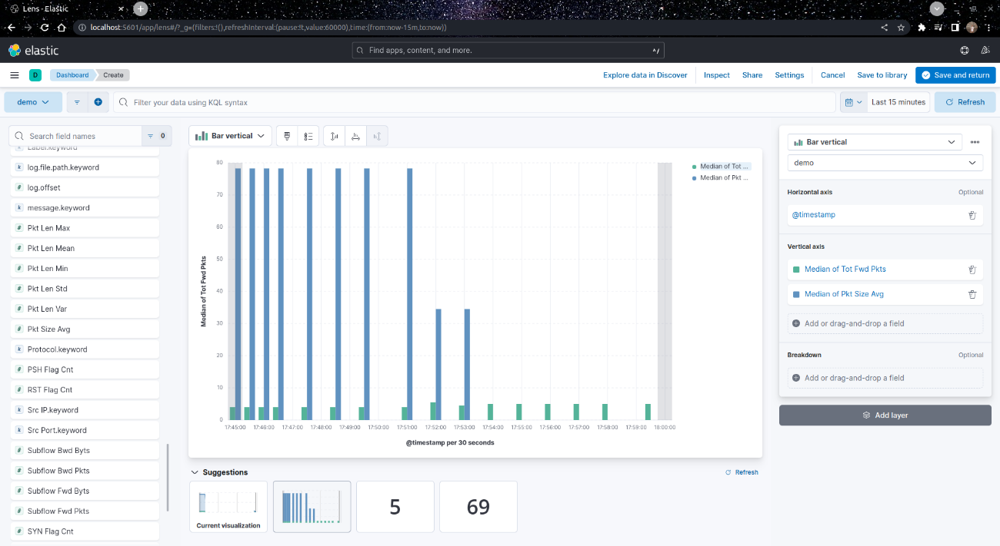 Lens - Elastic
localhost:5601/app/lens#/?_g=(filters:!(),refreshInterval:(pause:!t,value:60000),time:(from:now-15m,to:now))
elastic
Find apps, content, and more.
^/
D
Dashboard
Create
Explore data in Discover
Inspect
Share
Settings
Cancel
Save to library
Save and return
demo
Filter your data using KQL syntax
Last 15 minutes
Refresh
Search field names
0
Label.keyword
k log.file.path.keyword
# log.offset
k message.keyword
# Pkt Len Max
# Pkt Len Mean
# Pkt Len Min
# Pkt Len Std
# Pkt Len Var
# Pkt Size Avg
k Protocol.keyword
# PSH Flag Cnt
# RST Flag Cnt
k Src IP.keyword
k Src Port.keyword
# Subflow Bwd Byts
# Subflow Bwd Pkts
# Subflow Fwd Byts
# Subflow Fwd Pkts
# SYN Flag Cnt
Bar vertical
Median of Tot Fwd Pkts
80
70
60
50
40
30
20
10
0
17:45:00 17:46:00 17:47:00 17:48:00 17:49:00 17:50:00 17:51:00 17:52:00 17:53:00 17:54:00 17:55:00 17:56:00 17:57:00 17:58:00 17:59:00 18:00:00
@timestamp per 30 seconds
Median of Tot ...
Median of Pkt ...
Suggestions
Refresh
Current visualization
5
69
Bar vertical
demo
Horizontal axis
Optional
@timestamp
Vertical axis
Median of Tot Fwd Pkts
Median of Pkt Size Avg
Add or drag-and-drop a field
Breakdown
Optional
Add or drag-and-drop a field
Add layer